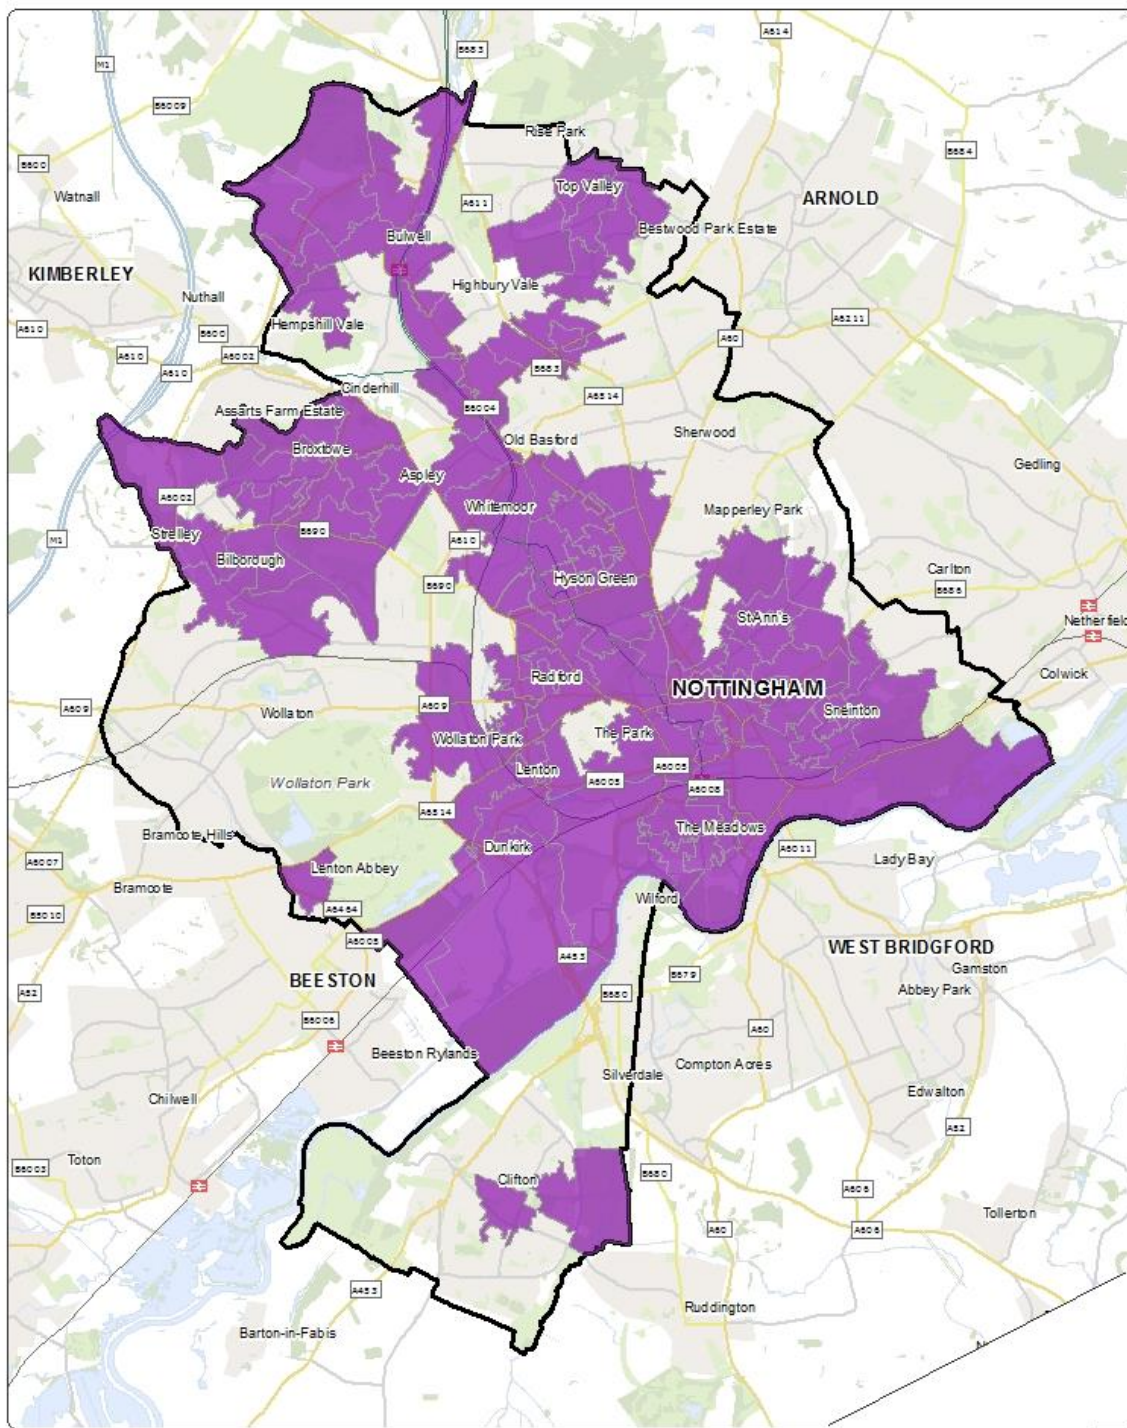 A614
B683
M1
B6009
Rise Park
B684
B600
Top Valley
Watnall
A611
ARNOLD
Bestwood Park Estate
Bulwell
KIMBERLEY
Highbury Vale
Nuthall
Hempshill Vale
A6211
A610
B600
A60
A610
A6002
A610
B683
Cinderhill
A6514
Assarts Farm Estate
B6004
Sherwood
Old Basford
Broxtowe
Gedling
Aspley
A6002
Whitemoor
Mapperley Park
Strelley
B690
M1
A610
Bilborough
Carlton
Hyson Green
B690
B686
StAnn's
Netherfield
Radford
Colwick
NOTTINGHAM
A609
A609
Wollaton
Sneinton
The Park
Wollaton Park
A6005
Lenton
A6005
Wollaton Park
A6008
A6514
The Meadows
Bramcote Hills
Dunkirk
A6011
A6007
Lenton Abbey
Lady Bay
Bramcote
Wilford
A6464
B5010
A6005
WEST BRIDGFORD
A453
Gamston
BEESTON
B679
Abbey Park
A52
B680
B6006
A60
Beeston Rylands
Compton Acres
Silverdale
Edwalton
Chilwell
A52
Toton
B6003
B680
Clifton
A606
Tollerton
A60
A606
A453
Ruddington
Barton-in-Fabis